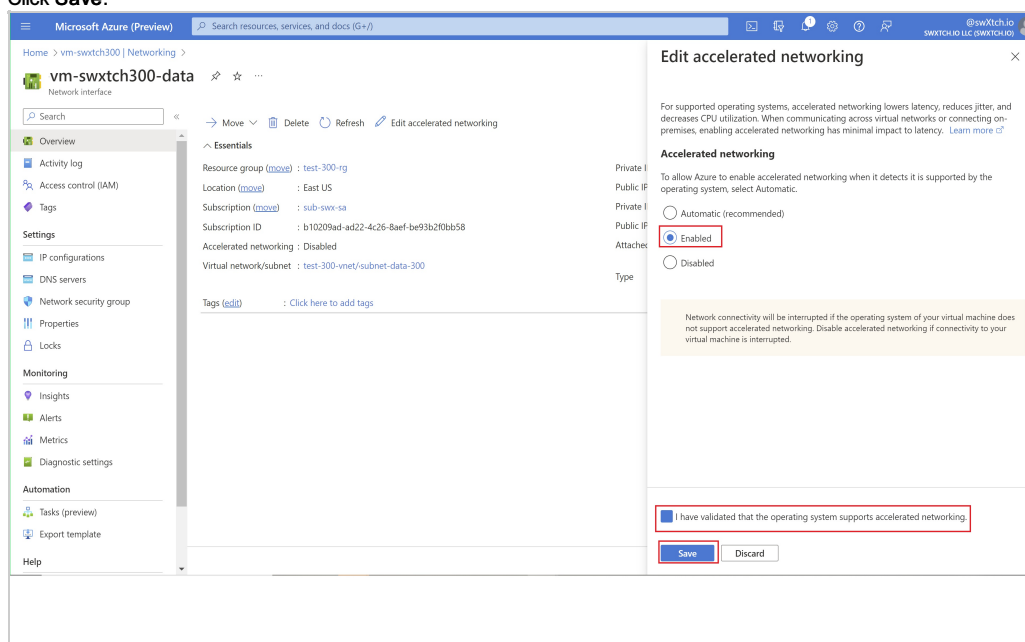 Click Save.
Microsoft Azure (Preview)
Search resources, services, and docs (G+/)
1
@swXtch.io
SWXTCH.IO LLC (SWXTCH.IO)
Home > vm-swxtch300 | Networking >
vm-swxtch300-data
Network interface
Search
«
Move
Delete
Refresh
Edit accelerated networking
Overview
Activity log
Access control (IAM)
Tags
Settings
IP configurations
DNS servers
Network security group
Properties
Locks
Monitoring
Insights
Alerts
Metrics
Diagnostic settings
Automation
Tasks (preview)
Export template
Help
Essentials
Resource group (move) : test-300-rg
Location (move) : East US
Subscription (move) : sub-swx-sa
Subscription ID : b10209ad-ad22-4c26-8aef-be93b2f0bb58
Accelerated networking : Disabled
Virtual network/subnet : test-300-vnet/subnet-data-300
Tags (edit) : Click here to add tags
Private I
Public IP
Private I
Public IP
Attached
Type
Edit accelerated networking
For supported operating systems, accelerated networking lowers latency, reduces jitter, and
decreases CPU utilization. When communicating across virtual networks or connecting on-
premises, enabling accelerated networking has minimal impact to latency. Learn more
Accelerated networking
To allow Azure to enable accelerated networking when it detects it is supported by the
operating system, select Automatic.
Automatic (recommended)
Enabled
Disabled
Network connectivity will be interrupted if the operating system of your virtual machine does
not support accelerated networking. Disable accelerated networking if connectivity to your
virtual machine is interrupted.
I have validated that the operating system supports accelerated networking.
Save
Discard